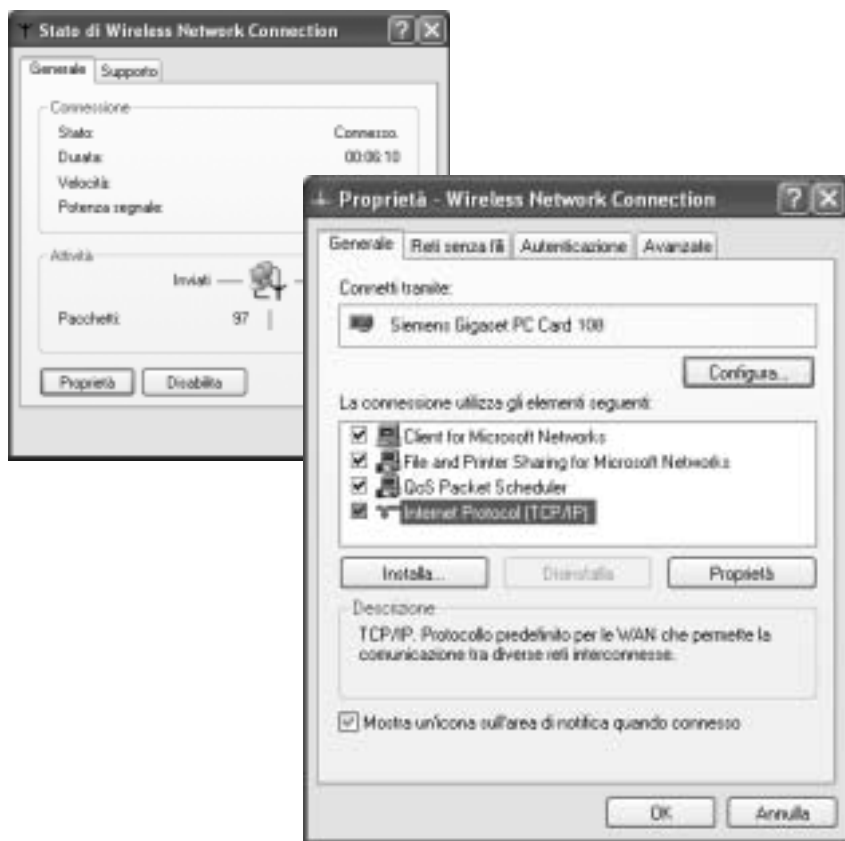 Stato di Wireless Network Connection
Generale Supporto
Connessione
Stato: Connesso.
Durata: 00:06:10
Velocità:
Potenza segnale:
Attività
Inviati
Pacchetti: 97
Proprietà Disabilita
Proprietà - Wireless Network Connection
Generale Reti senza fili Autenticazione Avanzate
Connetti tramite:
Siemens Gigaset PC Card 108
Configura...
La connessione utilizza gli elementi seguenti:
Client for Microsoft Networks
File and Printer Sharing for Microsoft Networks
QoS Packet Scheduler
Internet Protocol (TCP/IP)
Installa... Disinstalla Proprietà
Descrizione
TCP/IP. Protocollo predefinito per le WAN che permette la
comunicazione tra diverse reti interconnesse.
Mostra un'icona sull'area di notifica quando connesso
OK Annulla